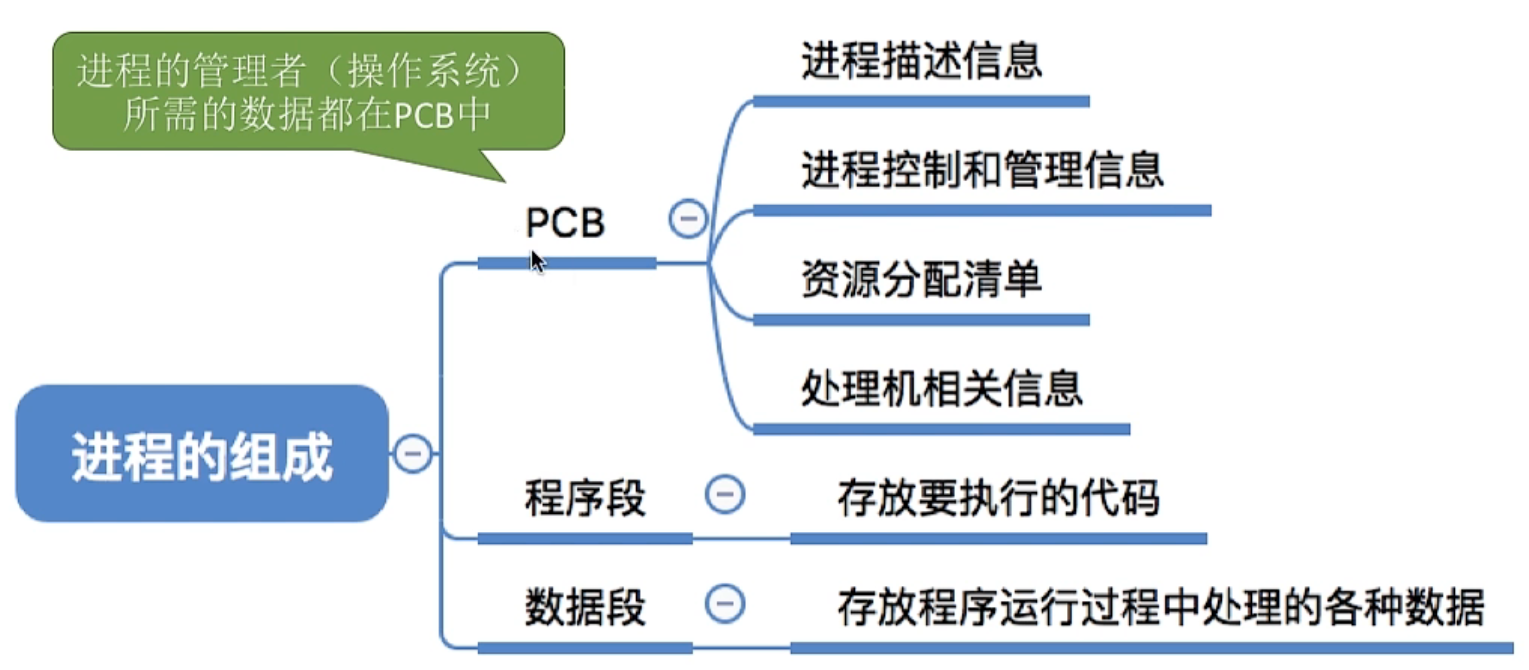 进程的管理者（操作系统）
所需的数据都在PCB中
进程描述信息
进程控制和管理信息
PCB
资源分配清单
处理机相关信息
进程的组成
程序段
存放要执行的代码
数据段
存放程序运行过程中处理的各种数据